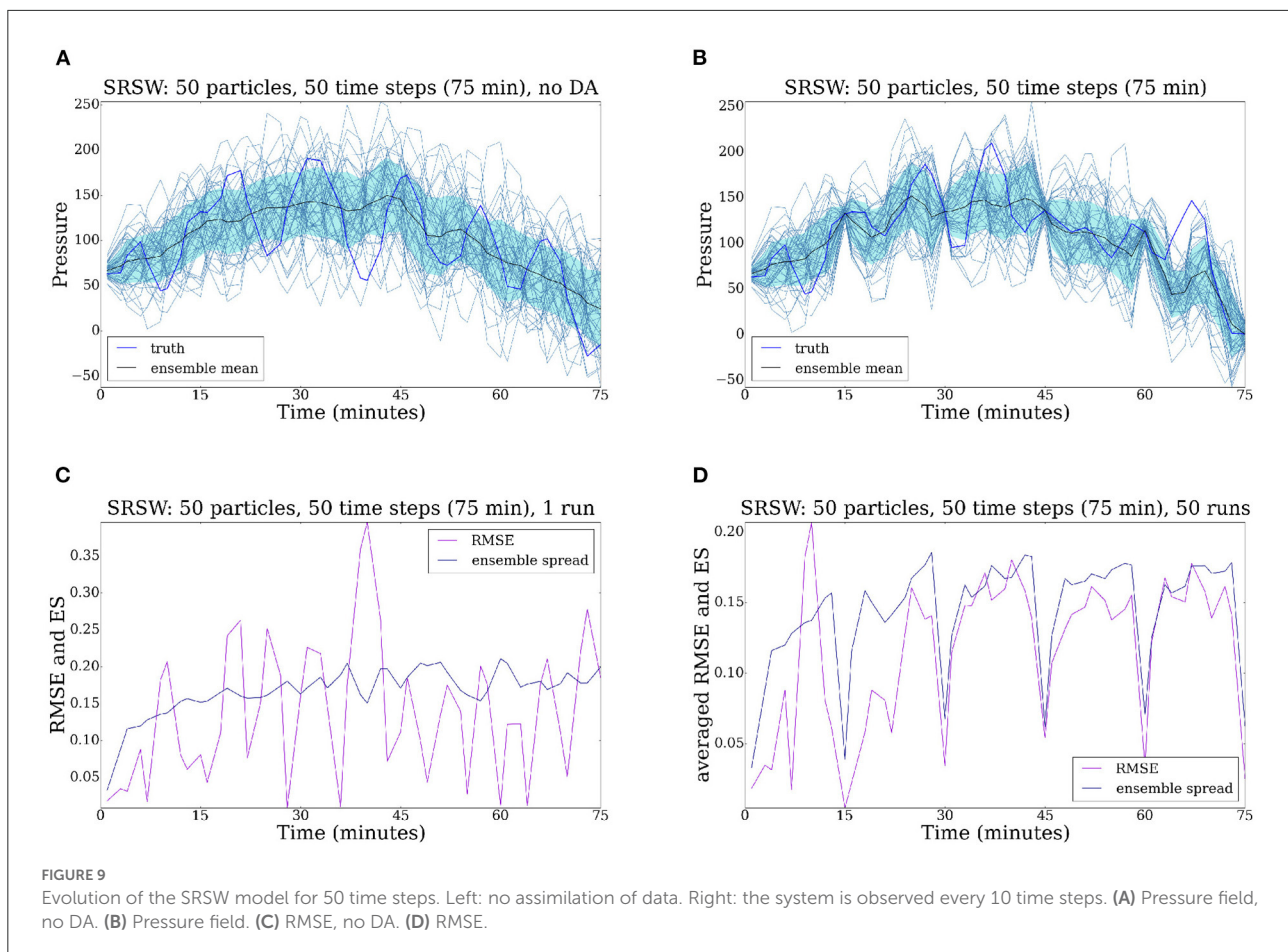 A
SRSW: 50 particles, 50 time steps (75 min), no DA
250
200
150
100
50
0
−50
Pressure
truth
ensemble mean
0 15 30 45 60 75
Time (minutes)
B
SRSW: 50 particles, 50 time steps (75 min)
250
200
150
100
50
0
−50
Pressure
truth
ensemble mean
0 15 30 45 60 75
Time (minutes)
C
SRSW: 50 particles, 50 time steps (75 min), 1 run
0.35
0.30
0.25
0.20
0.15
0.10
0.05
RMSE and ES
RMSE
ensemble spread
0 15 30 45 60 75
Time (minutes)
D
SRSW: 50 particles, 50 time steps (75 min), 50 runs
0.20
0.15
0.10
0.05
averaged RMSE and ES
RMSE
ensemble spread
0 15 30 45 60 75
Time (minutes)
FIGURE 9
Evolution of the SRSW model for 50 time steps. Left: no assimilation of data. Right: the system is observed every 10 time steps. (A) Pressure field,
no DA. (B) Pressure field. (C) RMSE, no DA. (D) RMSE.